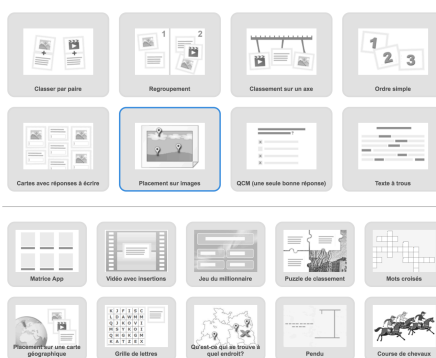 1 2
Classer par paire
Regroupement
Classement sur un axe
1 2 3
Ordre simple
Cartes avec réponses à écrire
Placement sur images
?
QCM (une seule bonne réponse)
Texte à trous
Matrice App
Vidéo avec insertions
Jeu du millionnaire
Puzzle de classement
Mots croisés
Placement sur une carte
géographique
Grille de lettres
Qu'est-ce qui se trouve à
quel endroit?
Pendu
Course de chevaux